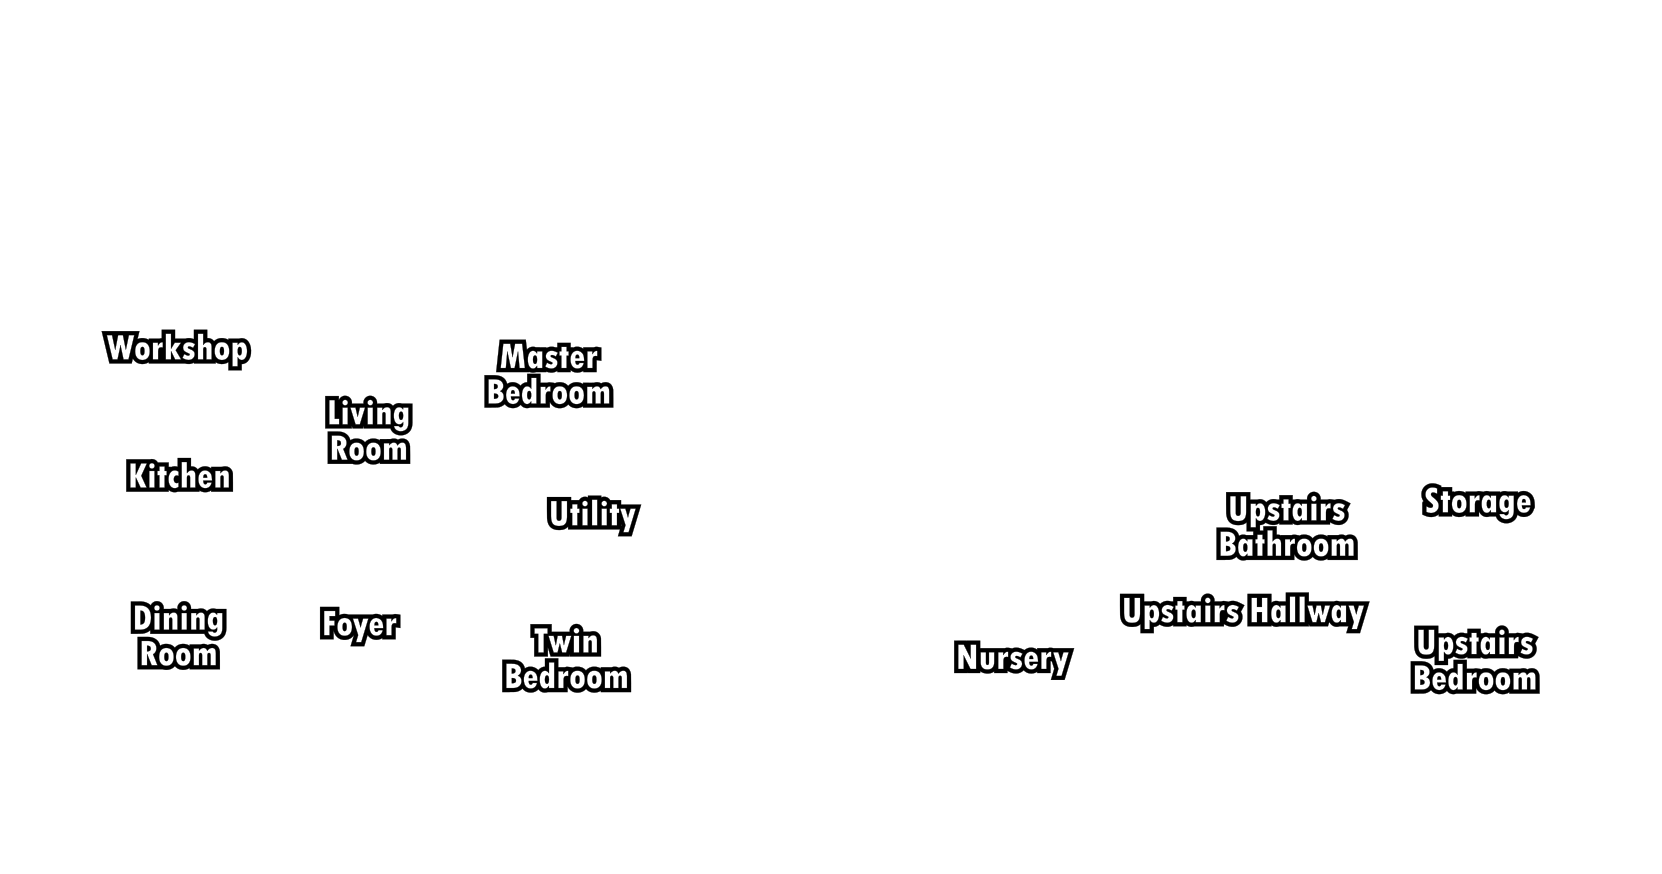 Workshop
Master
Bedroom
Living
Room
Kitchen
Utility
Dining
Room
Foyer
Twin
Bedroom
Upstairs
Bathroom
Storage
Upstairs Hallway
Nursery
Upstairs
Bedroom